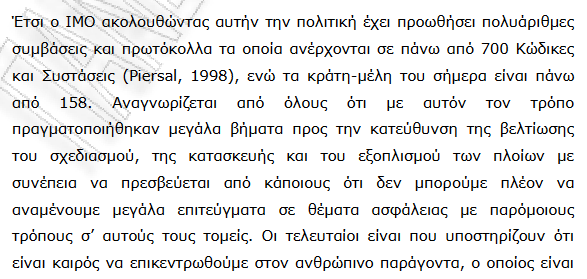 Έτσι ο ΙΜΟ ακολουθώντας αυτήν την πολιτική έχει προωθήσει πολυάριθμες
συμβάσεις και πρωτόκολλα τα οποία ανέρχονται σε πάνω από 700 Κώδικες
και Συστάσεις (Piersal, 1998), ενώ τα κράτη-μέλη του σήμερα είναι πάνω
από 158. Αναγνωρίζεται από όλους ότι με αυτόν τον τρόπο
πραγματοποιήθηκαν μεγάλα βήματα προς την κατεύθυνση της βελτίωσης
του σχεδιασμού, της κατασκευής και του εξοπλισμού των πλοίων με
συνέπεια να πρεσβεύεται από κάποιους ότι δεν μπορούμε πλέον να
αναμένουμε μεγάλα επιτεύγματα σε θέματα ασφάλειας με παρόμοιους
τρόπους σ’ αυτούς τους τομείς. Οι τελευταίοι είναι που υποστηρίζουν ότι
είναι καιρός να επικεντρωθούμε στον ανθρώπινο παράγοντα, ο οποίος είναι